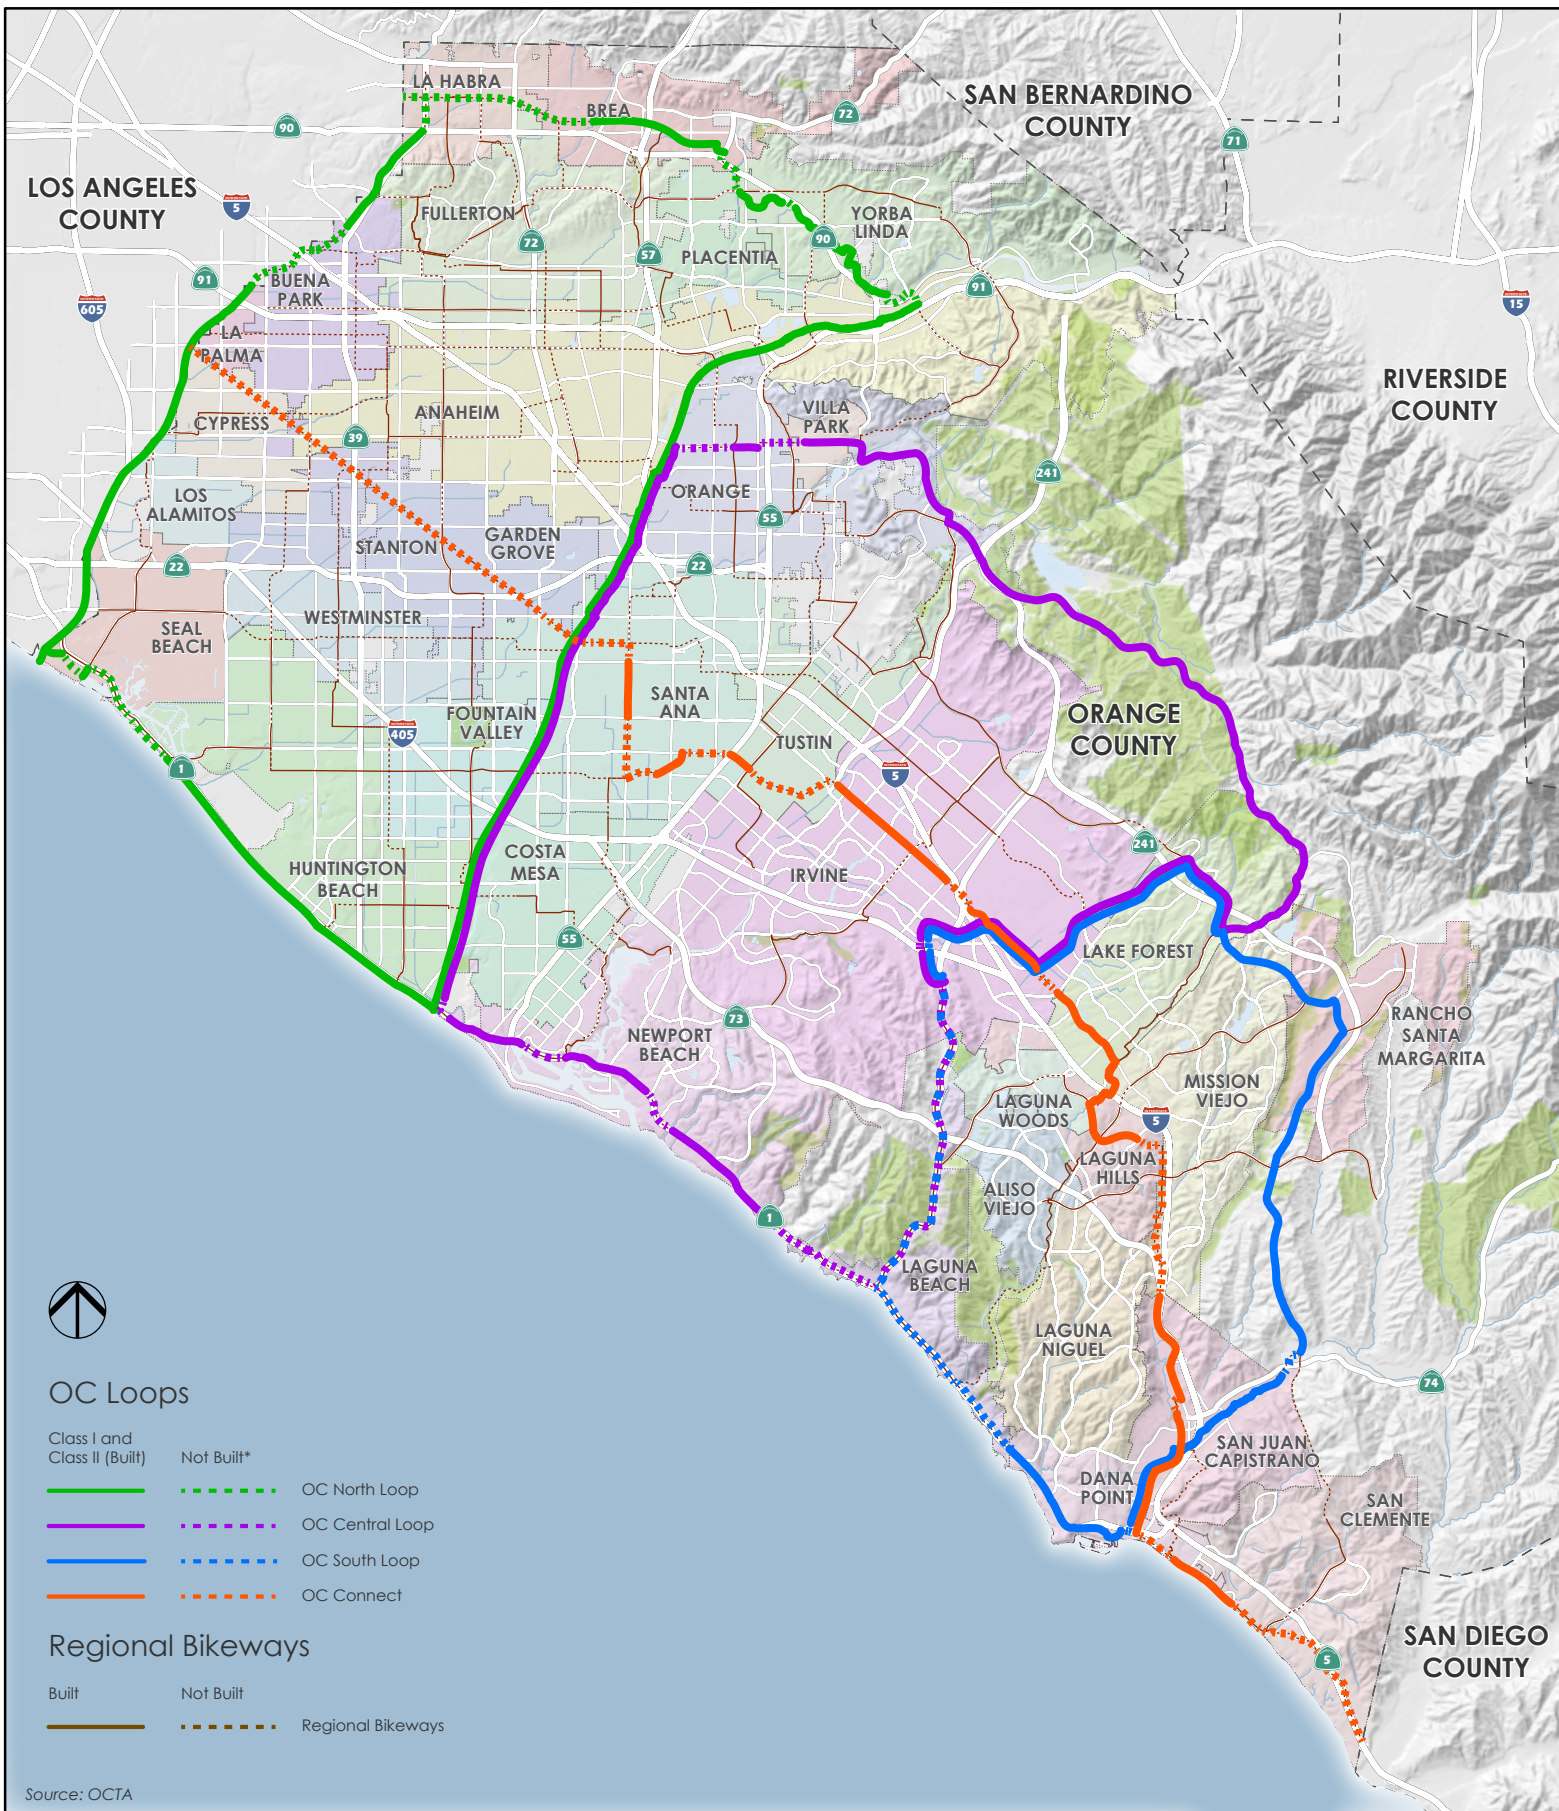 LA HABRA
BREA
SAN BERNARDINO
COUNTY
72
90
71
LOS ANGELES
COUNTY
5
FULLERTON
YORBA
LINDA
72
57
PLACENTIA
90
91
BUENA
PARK
91
605
15
LA
PALMA
RIVERSIDE
COUNTY
CYPRESS
39
ANAHEIM
VILLA
PARK
241
LOS
ALAMITOS
ORANGE
55
STANTON
GARDEN
GROVE
22
22
WESTMINSTER
SEAL
BEACH
SANTA
ANA
FOUNTAIN
VALLEY
405
TUSTIN
ORANGE
COUNTY
5
1
241
COSTA
MESA
HUNTINGTON
BEACH
IRVINE
55
LAKE FOREST
NEWPORT
BEACH
73
RANCHO
SANTA
MARGARITA
MISSION
VIEJO
LAGUNA
WOODS
5
LAGUNA
HILLS
ALISO
VIEJO
1
LAGUNA
BEACH
LAGUNA
NIGUEL
74
SAN JUAN
CAPISTRANO
DANA
POINT
SAN
CLEMENTE
SAN DIEGO
COUNTY
5
OC Loops
Class I and
Class II (Built)
Not Built*
OC North Loop
OC Central Loop
OC South Loop
OC Connect
Regional Bikeways
Built
Not Built
Regional Bikeways
Source: OCTA